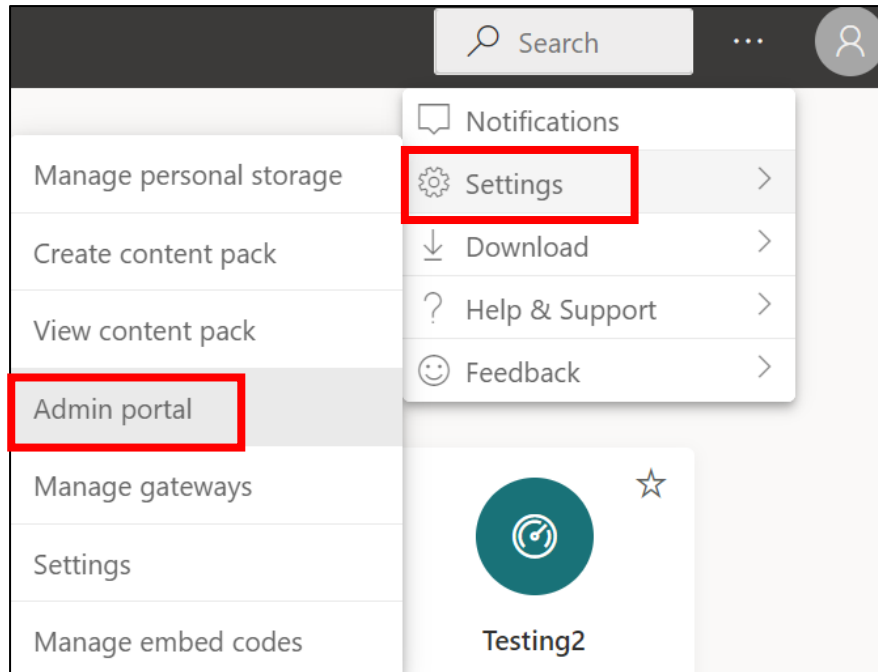 Search
...
Notifications
Settings
Download
Help & Support
Feedback
Manage personal storage
Create content pack
View content pack
Admin portal
Manage gateways
Settings
Manage embed codes
Testing2